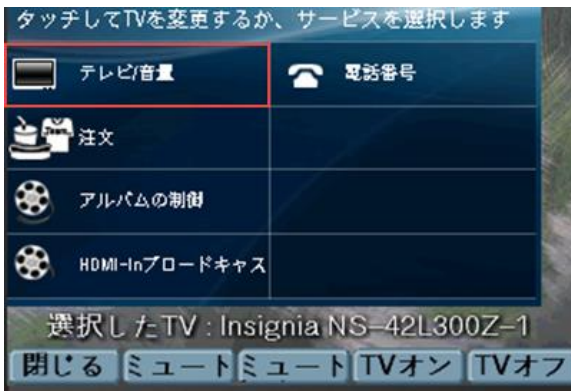 タッチしてTVを変更するか、サービスを選択します
テレビ/音量
電話番号
注文
アルバムの制御
HDMI-Inブロードキャス
選択したTV : Insignia NS-42L300Z-1
閉じる ミュート ミュート TVオン TVオフ